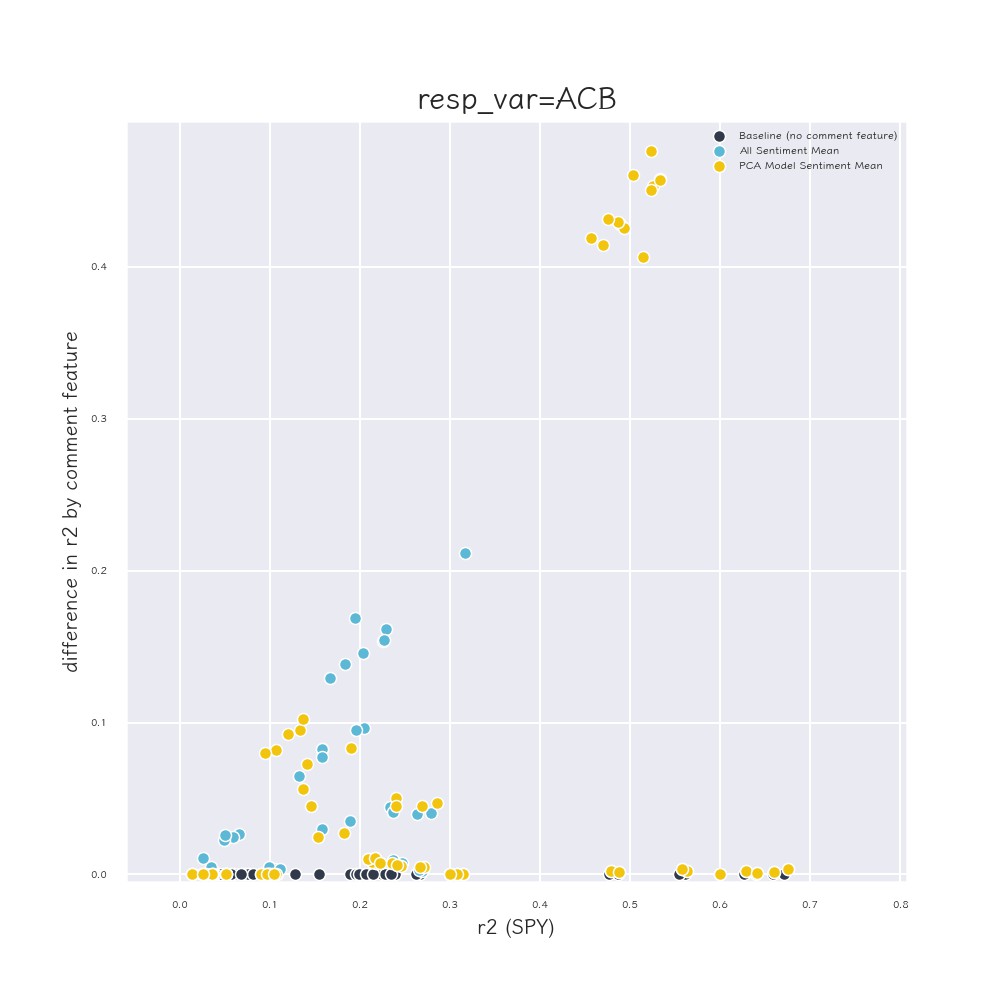 resp_var=ACB
Baseline (no comment feature)
All Sentiment Mean
PCA Model Sentiment Mean
difference in r2 by comment feature
0.4
0.3
0.2
0.1
0.0
0.0 0.1 0.2 0.3 0.4 0.5 0.6 0.7 0.8
r2 (SPY)